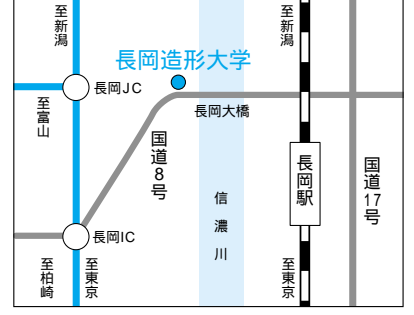 至新潟
至新潟
長岡造形大学
長岡JC
至富山
長岡大橋
国道8号
長岡駅
国道17号
信濃川
長岡IC
至柏崎
至東京
至東京